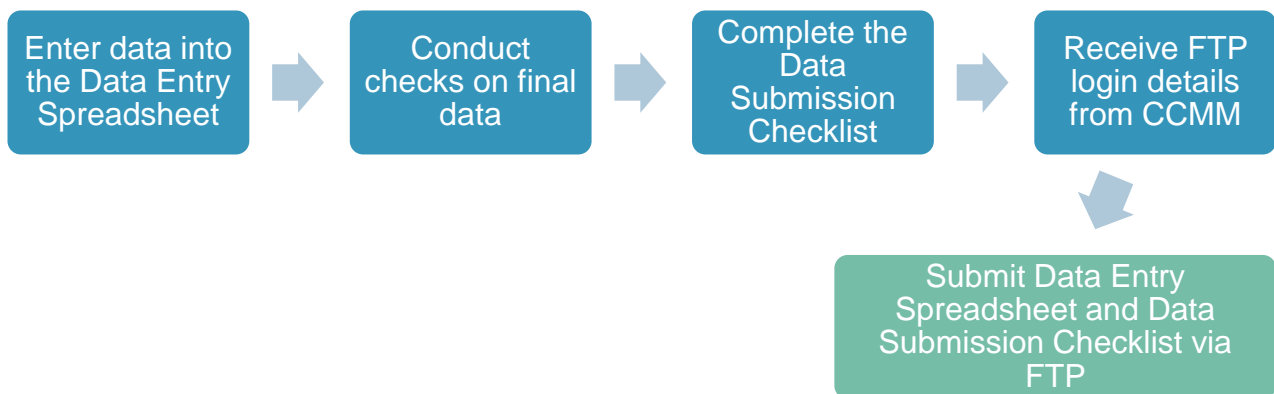 Enter data into
the Data Entry
Spreadsheet
Conduct
checks on final
data
Complete the
Data
Submission
Checklist
Receive FTP
login details
from CCMM
Submit Data Entry
Spreadsheet and Data
Submission Checklist via
FTP